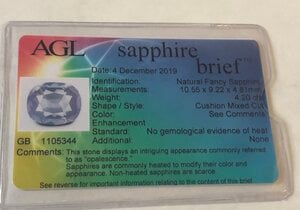 AGL sapphire brief™
Date: 4 December 2019
Identification: Natural Fancy Sapphire
Measurements: 10.55 x 9.22 x 4.81mm
Weight: 4.20 cts
Shape / Style: Cushion Mixed Cut
Color: See Comments
Enhancement
Standard: No gemological evidence of heat
Additional: None
GB 1105344
Comments: This stone displays an intriguing appearance commonly referred
to as "opalescence."
Sapphires are commonly heated to modify their color and
appearance. Non-heated sapphires are scarce.
See reverse for important information related to the content of this brief